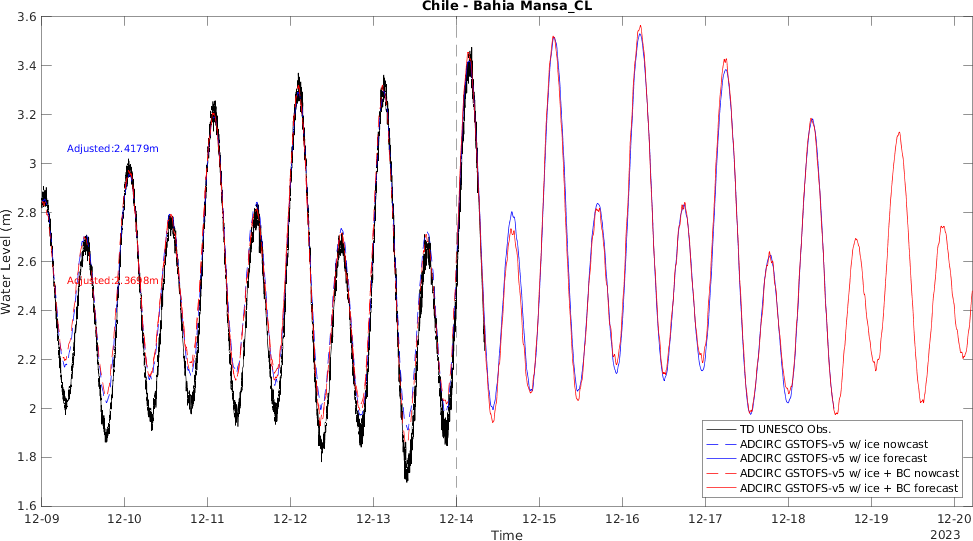 Chile - Bahia Mansa_CL
3.6
3.4
3.2
3
2.8
2.6
2.4
2.2
2
1.8
1.6
Water Level (m)
Adjusted:2.4179m
Adjusted:2.3698m
TD UNESCO Obs.
ADCIRC GSTOFS-v5 w/ ice nowcast
ADCIRC GSTOFS-v5 w/ ice forecast
ADCIRC GSTOFS-v5 w/ ice + BC nowcast
ADCIRC GSTOFS-v5 w/ ice + BC forecast
12-09 12-10 12-11 12-12 12-13 12-14 12-15 12-16 12-17 12-18 12-19 12-20
Time
2023